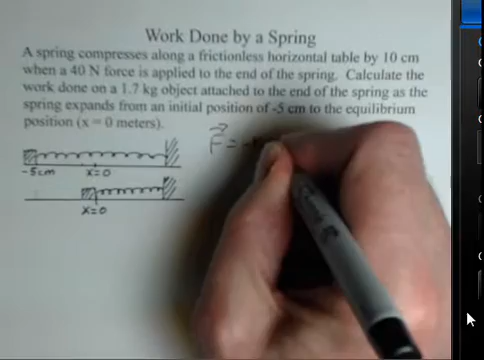 Work Done by a Spring
A spring compresses along a frictionless horizontal table by 10 cm
when a 40 N force is applied to the end of the spring. Calculate the
work done on a 1.7 kg object attached to the end of the spring as the
spring expands from an initial position of -5 cm to the equilibrium
position (x = 0 meters).
F = -
-5cm x=0
x=0